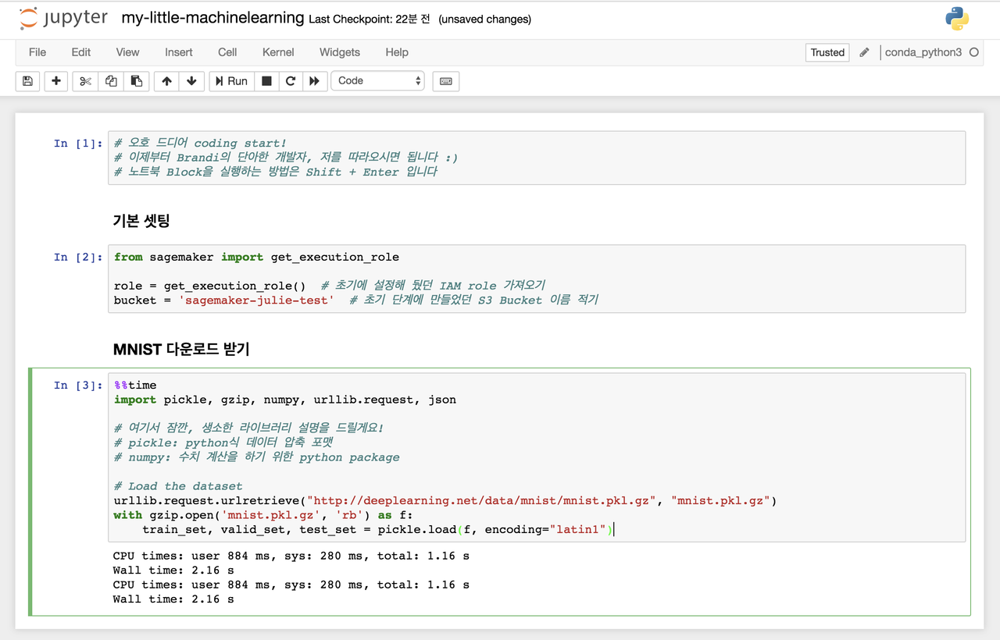 jupyter my-little-machinelearning Last Checkpoint: 22분 전 (unsaved changes)
File Edit View Insert Cell Kernel Widgets Help Trusted conda_python3
Run Code
In [1]: # 오호 드디어 coding start!
# 이제부터 Brandi의 단아한 개발자, 저를 따라오시면 됩니다 :)
# 노트북 Block을 실행하는 방법은 Shift + Enter 입니다
기본 셋팅
In [2]: from sagemaker import get_execution_role
role = get_execution_role()  # 초기에 설정해 뒀던 IAM role 가져오기
bucket = 'sagemaker-julie-test'  # 초기 단계에 만들었던 S3 Bucket 이름 적기
MNIST 다운로드 받기
In [3]: %%time
import pickle, gzip, numpy, urllib.request, json
# 여기서 잠깐, 생소한 라이브러리 설명을 드릴게요!
# pickle: python식 데이터 압축 포맷
# numpy: 수치 계산을 하기 위한 python package
# Load the dataset
urllib.request.urlretrieve("http://deeplearning.net/data/mnist/mnist.pkl.gz", "mnist.pkl.gz")
with gzip.open('mnist.pkl.gz', 'rb') as f:
    train_set, valid_set, test_set = pickle.load(f, encoding="latin1")
CPU times: user 884 ms, sys: 280 ms, total: 1.16 s
Wall time: 2.16 s
CPU times: user 884 ms, sys: 280 ms, total: 1.16 s
Wall time: 2.16 s